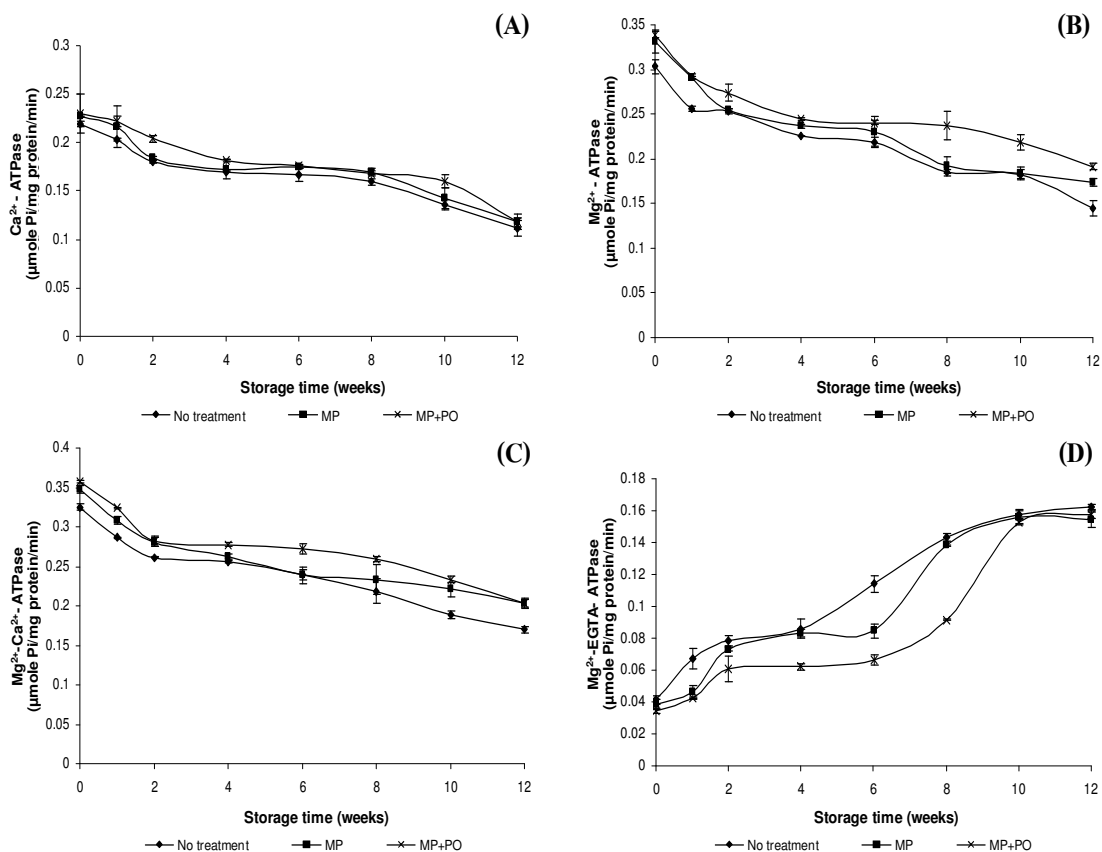 (A)
Ca²⁺- ATPase
(µmole Pi/mg protein/min)
0.3
0.25
0.2
0.15
0.1
0.05
0
0 2 4 6 8 10 12
Storage time (weeks)
No treatment MP MP+PO
(B)
Mg²⁺- ATPase
(µmole Pi/mg protein/min)
0.35
0.3
0.25
0.2
0.15
0.1
0.05
0
0 2 4 6 8 10 12
Storage time (weeks)
No treatment MP MP+PO
(C)
Mg²⁺-Ca²⁺- ATPase
(µmole Pi/mg protein/min)
0.4
0.35
0.3
0.25
0.2
0.15
0.1
0.05
0
0 2 4 6 8 10 12
Storage time (weeks)
No treatment MP MP+PO
(D)
Mg²⁺-EGTA- ATPase
(µmole Pi/mg protein/min)
0.18
0.16
0.14
0.12
0.1
0.08
0.06
0.04
0.02
0
0 2 4 6 8 10 12
Storage time (weeks)
No treatment MP MP+PO